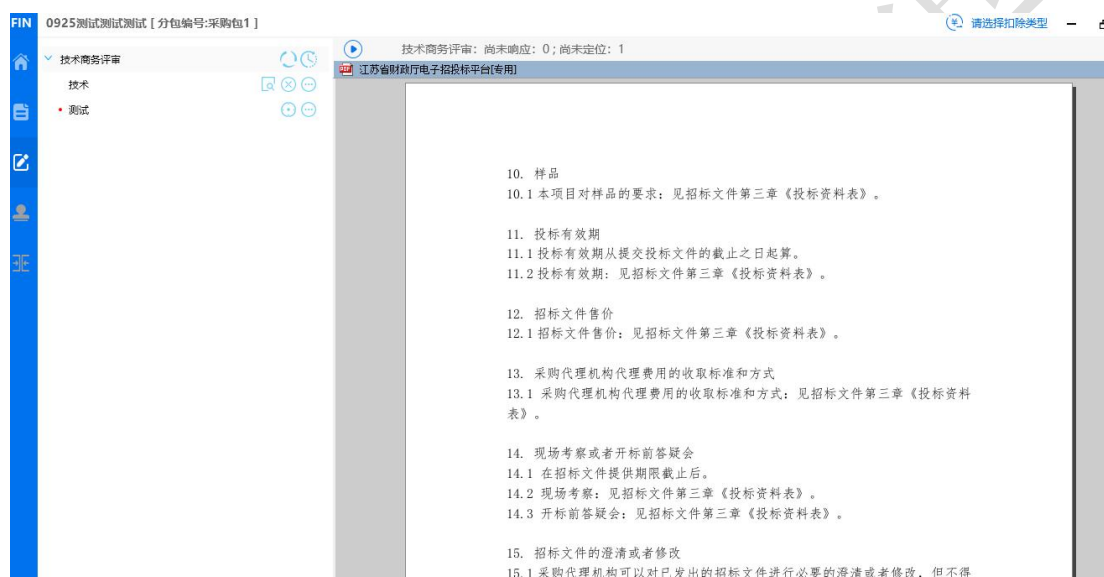 FIN 0925测试测试测试 [ 分包编号:采购包1 ]
请选择扣除类型
技术商务评审
技术
测试
技术商务评审：尚未响应：0；尚未定位：1
江苏省财政厅电子招投标平台[专用]
10. 样品
10.1 本项目对样品的要求：见招标文件第三章《投标资料表》。
11. 投标有效期
11.1 投标有效期从提交投标文件的截止之日起算。
11.2 投标有效期：见招标文件第三章《投标资料表》。
12. 招标文件售价
12.1 招标文件售价：见招标文件第三章《投标资料表》。
13. 采购代理机构代理费用的收取标准和方式
13.1 采购代理机构代理费用的收取标准和方式：见招标文件第三章《投标资料
表》。
14. 现场考察或者开标前答疑会
14.1 在招标文件提供期限截止后。
14.2 现场考察：见招标文件第三章《投标资料表》。
14.3 开标前答疑会：见招标文件第三章《投标资料表》。
15. 招标文件的澄清或者修改
15.1 采购代理机构可以对已发出的招标文件进行必要的澄清或者修改，但不得